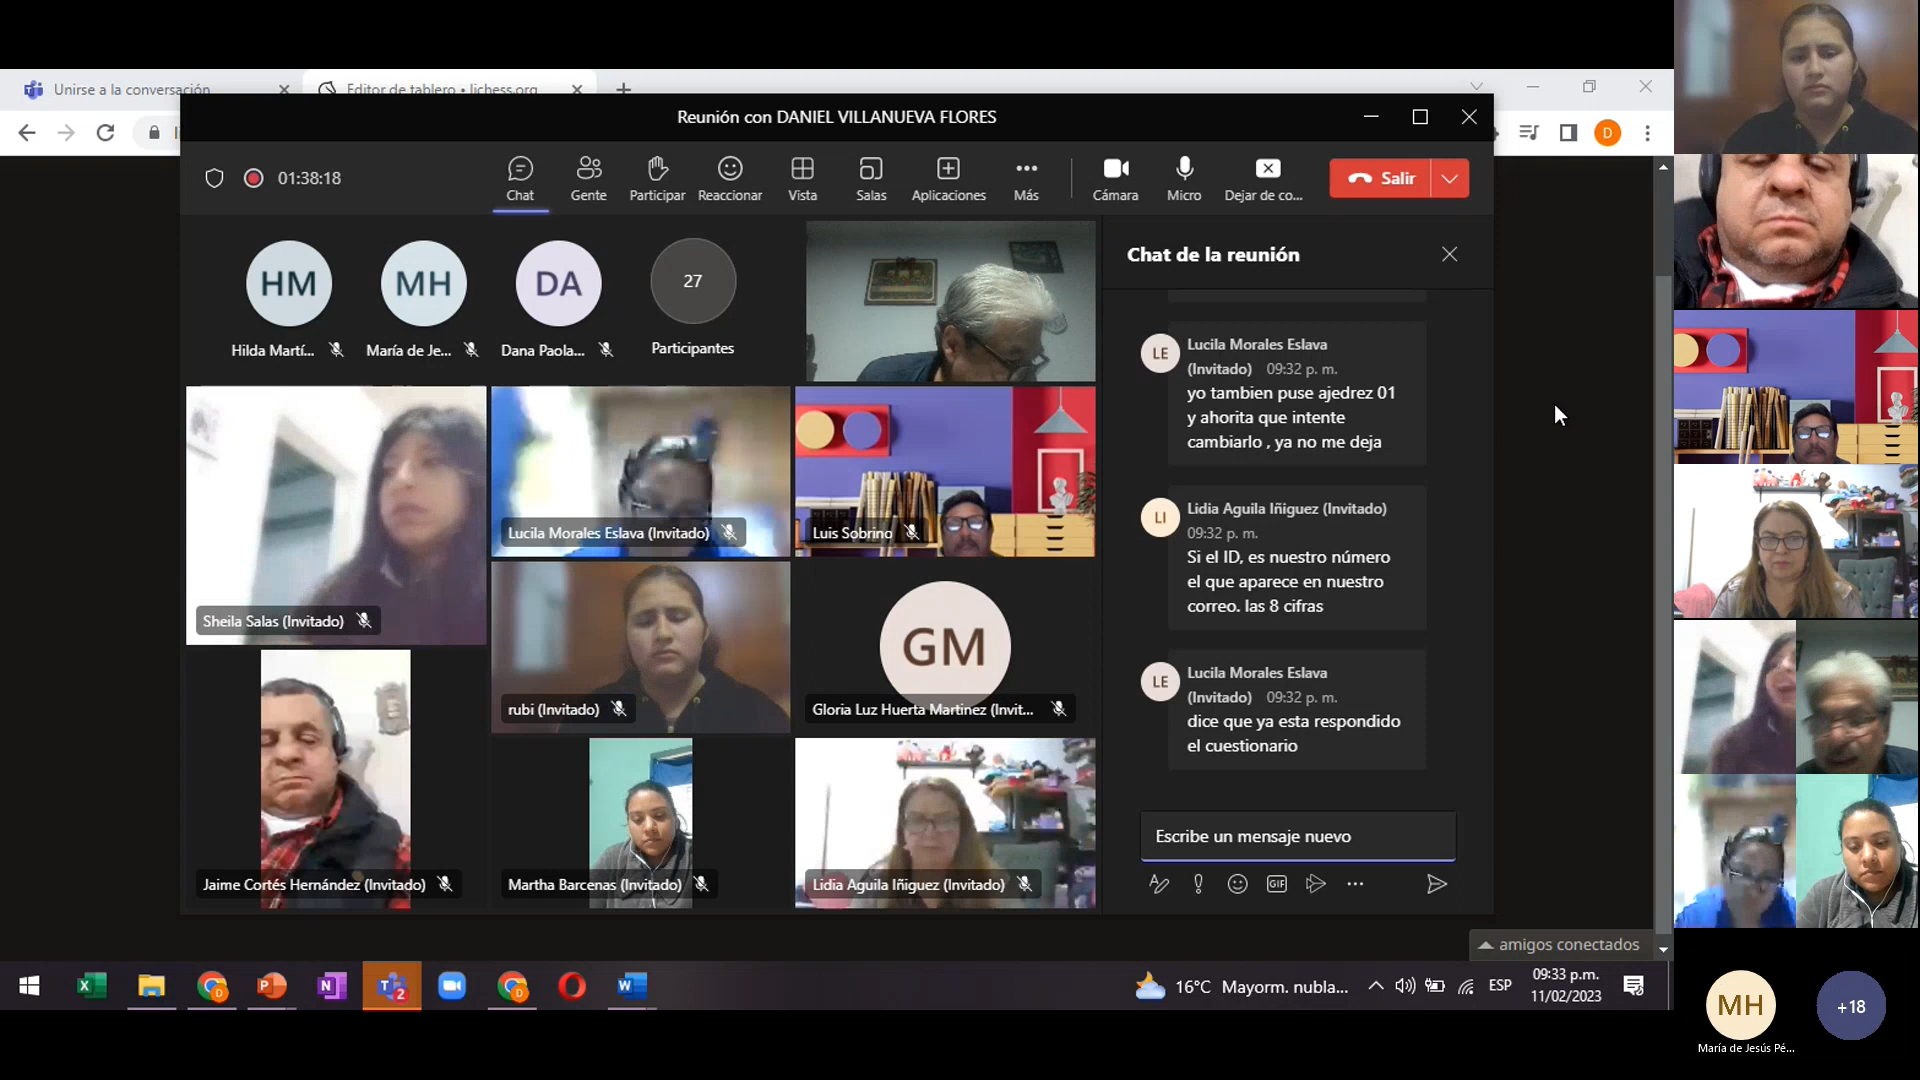 Unirse a la conversación
Editor de tablero • lichess.org
Reunión con DANIEL VILLANUEVA FLORES
01:38:18
Chat
Gente
Participar
Reaccionar
Vista
Salas
Aplicaciones
Más
Cámara
Micro
Dejar de co...
Salir
D
HM
MH
DA
27
Hilda Martí...
María de Je...
Dana Paola...
Participantes
Sheila Salas (Invitado)
Lucila Morales Eslava (Invitado)
Luis Sobrino
rubi (Invitado)
GM
Gloria Luz Huerta Martinez (Invit...
Jaime Cortés Hernández (Invitado)
Martha Barcenas (Invitado)
Lidia Aguila Iñiguez (Invitado)
Chat de la reunión
LE
Lucila Morales Eslava
(Invitado) 09:32 p. m.
yo tambien puse ajedrez 01
y ahorita que intente
cambiarlo , ya no me deja
LI
Lidia Aguila Iñiguez (Invitado)
09:32 p. m.
Si el ID, es nuestro número
el que aparece en nuestro
correo. las 8 cifras
LE
Lucila Morales Eslava
(Invitado) 09:32 p. m.
dice que ya esta respondido
el cuestionario
Escribe un mensaje nuevo
GIF
amigos conectados
2
16°C Mayorm. nubla...
ESP
09:33 p.m.
11/02/2023
MH
María de Jesús Pé...
+18